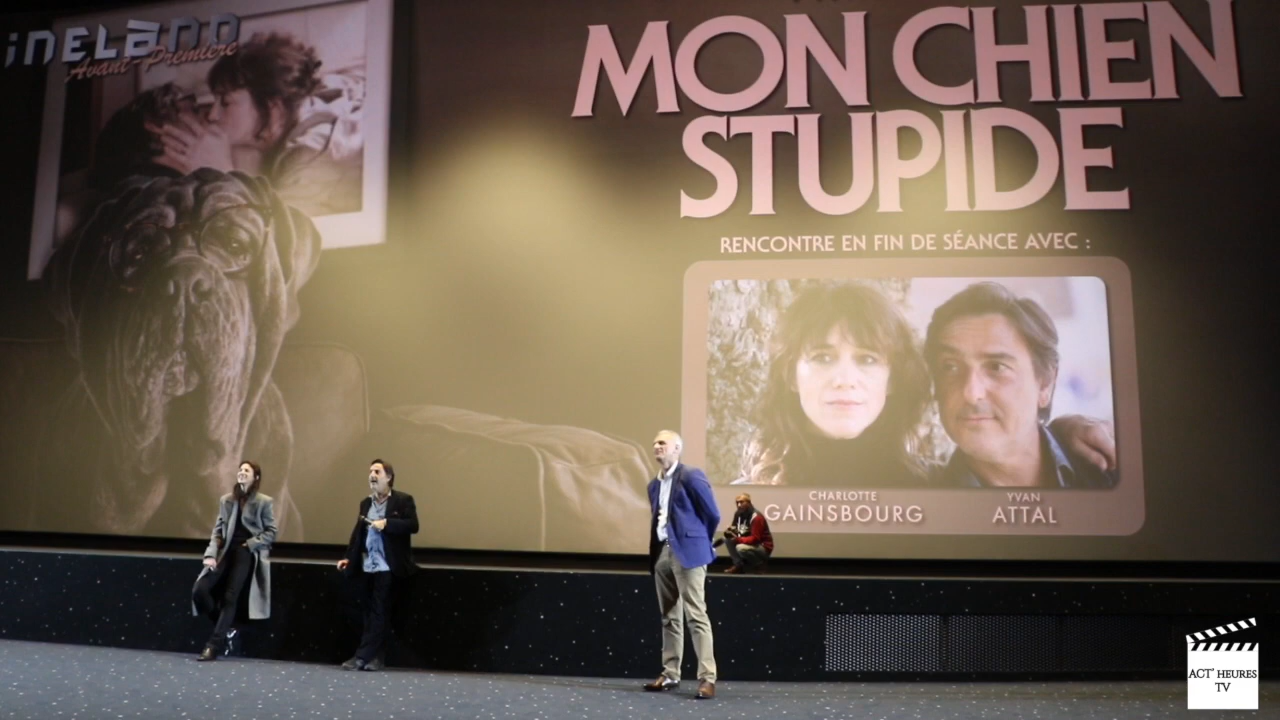 iNELAND
Avant-Première
MON CHIEN
STUPIDE
RENCONTRE EN FIN DE SÉANCE AVEC :
CHARLOTTE
GAINSBOURG
YVAN
ATTAL
ACT' HEURES
TV